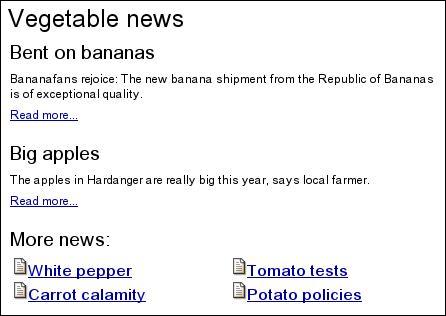 Vegetable news
Bent on bananas
Bananafans rejoice: The new banana shipment from the Republic of Bananas
is of exceptional quality.
Read more...
Big apples
The apples in Hardanger are really big this year, says local farmer.
Read more...
More news:
White pepper
Tomato tests
Carrot calamity
Potato policies